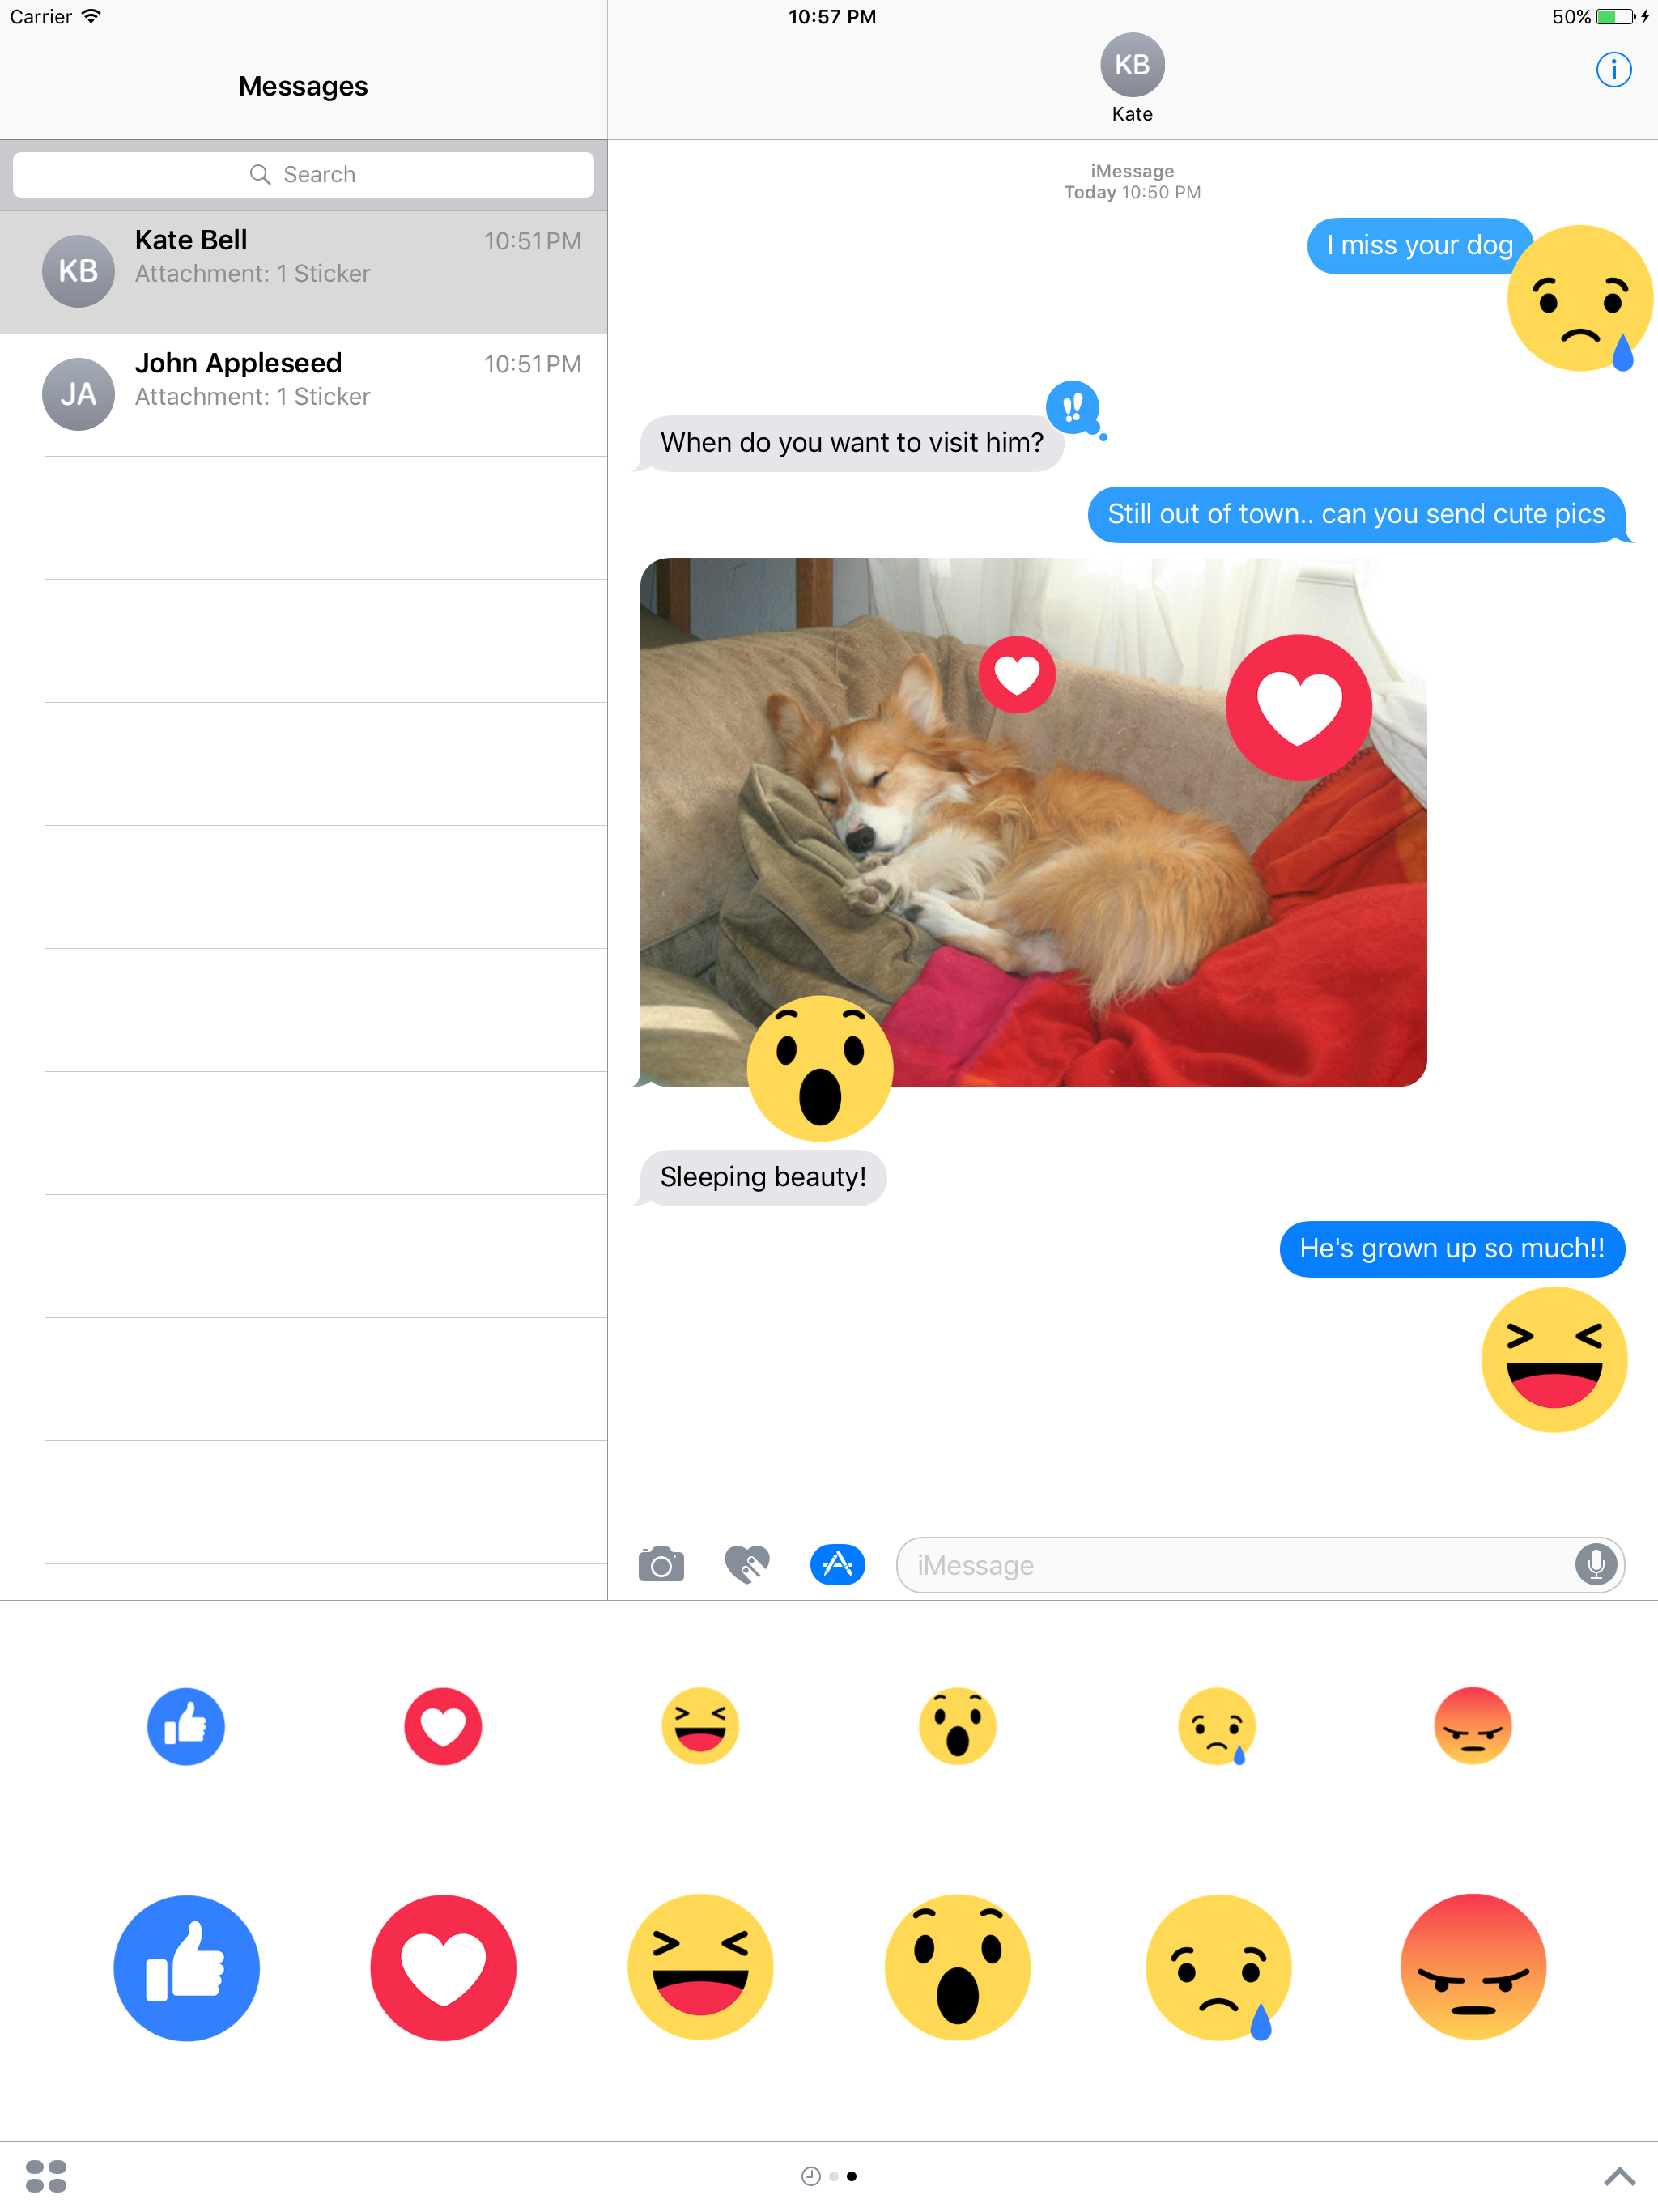 Carrier
10:57 PM
50%
Messages
KB
Kate
Search
Kate Bell
10:51 PM
KB
Attachment: 1 Sticker
John Appleseed
10:51 PM
JA
Attachment: 1 Sticker
iMessage
Today 10:50 PM
I miss your dog
When do you want to visit him?
Still out of town.. can you send cute pics
Sleeping beauty!
He's grown up so much!!
iMessage